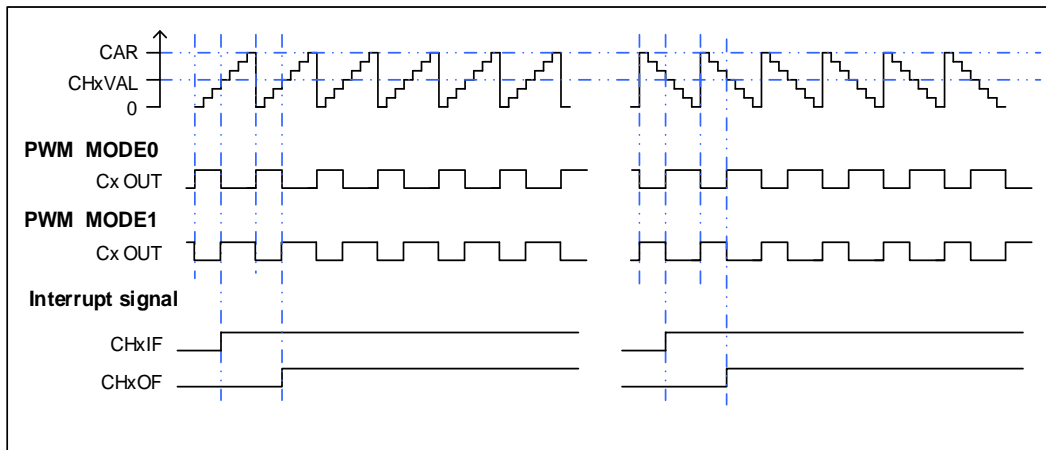 CAR
CHxVAL
0
PWM MODE0
Cx OUT
PWM MODE1
Cx OUT
Interrupt signal
CHxIF
CHxOF